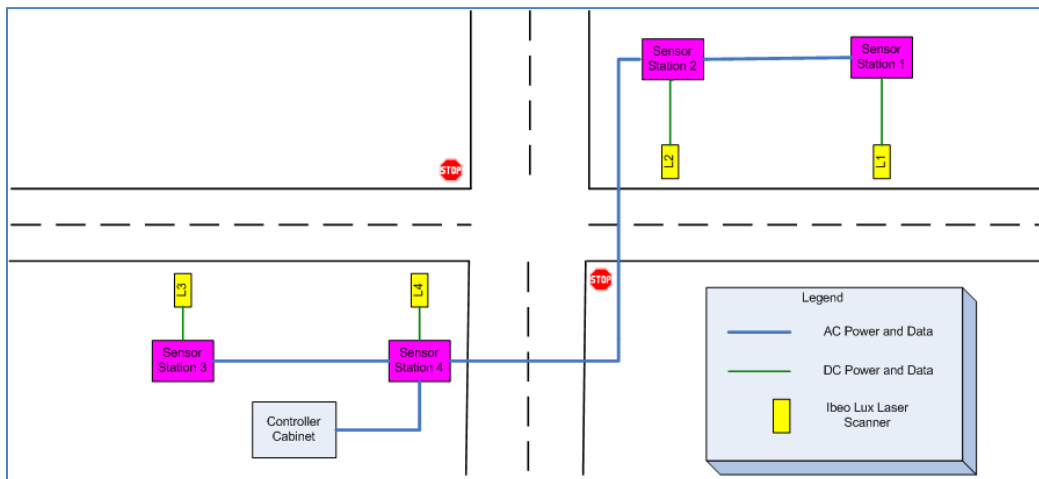 Sensor
Station 2
Sensor
Station 1
L2
L1
STOP
STOP
L3
L4
Sensor
Station 3
Sensor
Station 4
Controller
Cabinet
Legend
AC Power and Data
DC Power and Data
Ibeo Lux Laser
Scanner